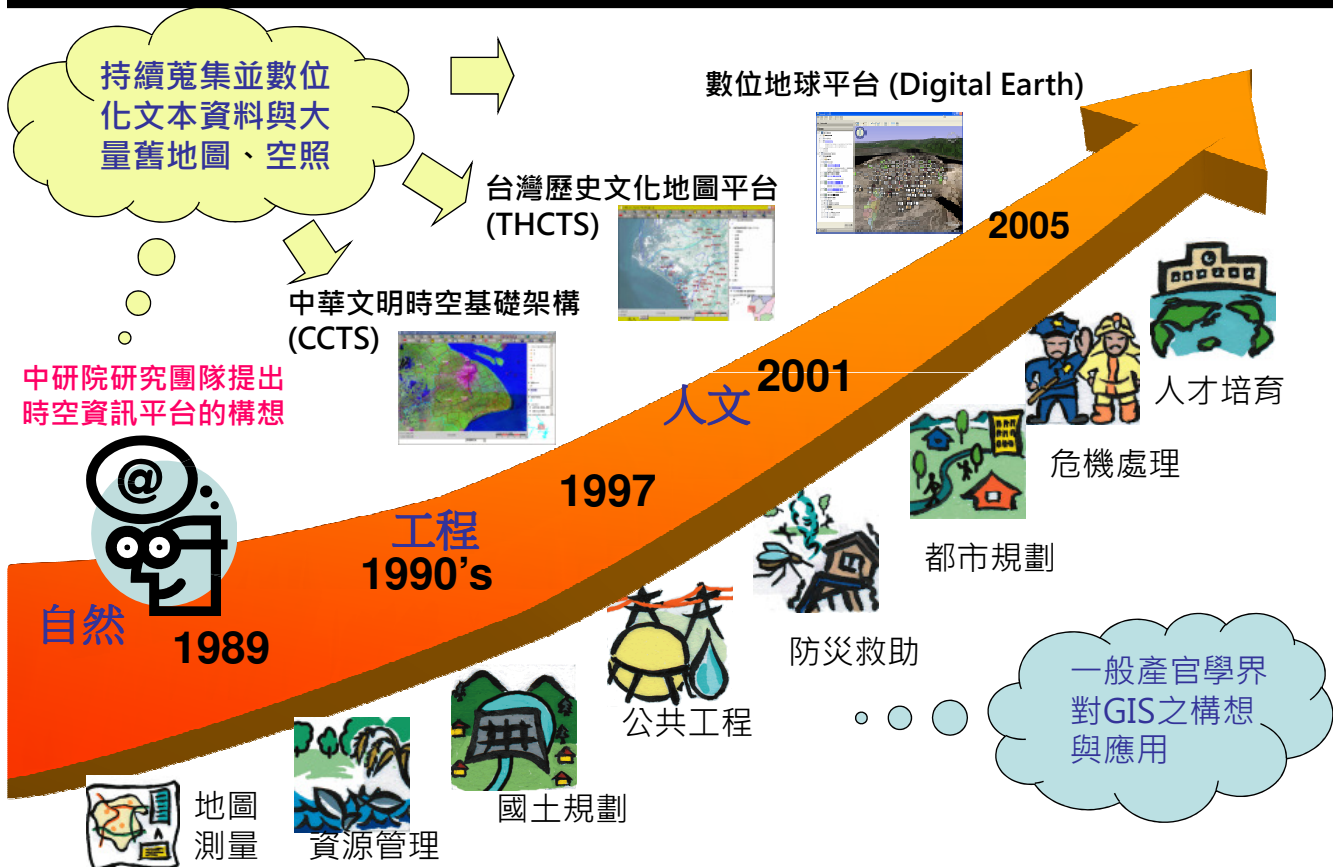 持續蒐集並數位
化文本資料與大
量舊地圖、空照
數位地球平台 (Digital Earth)
台灣歷史文化地圖平台
(THCTS)
中華文明時空基礎架構
(CCTS)
中研院研究團隊提出
時空資訊平台的構想
@
自然
1989
工程
1990's
1997
人文
2001
2005
地圖
測量
資源管理
國土規劃
公共工程
防災救助
都市規劃
危機處理
人才培育
一般產官學界
對GIS之構想
與應用